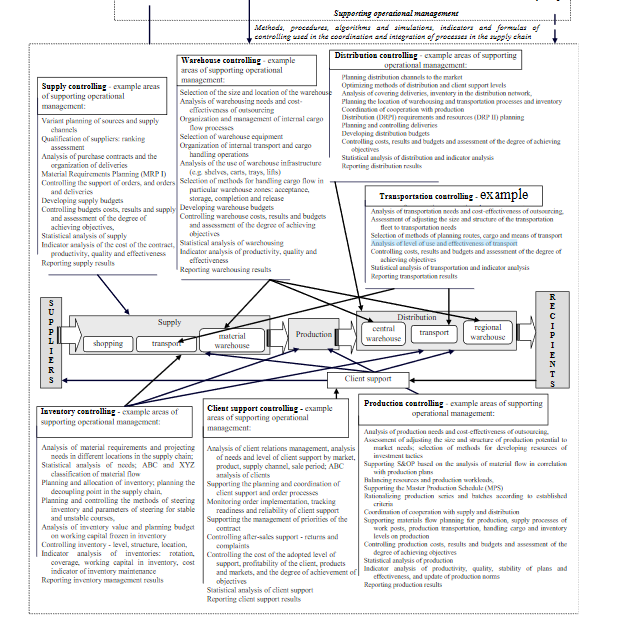 Supporting operational management
Methods, procedures, algorithms and simulations, indicators and formulas of
controlling used in the coordination and integration of processes in the supply chain
Supply controlling - example areas
of supporting operational
management:
Variant planning of sources and supply
channels
Qualification of suppliers: ranking
assessment
Analysis of purchase contracts and the
organization of deliveries
Material Requirements Planning (MRP I)
Controlling the support of orders, and orders
and deliveries
Developing supply budgets
Controlling budgets costs, results and supply
and assessment of the degree of
achieving objectives,
Statistical analysis of supply
Indicator analysis of the cost of the contract,
productivity, quality and effectiveness
Reporting supply results
Warehouse controlling - example
areas of supporting operational
management:
Selection of the size and location of the warehouse
Analysis of warehousing needs and cost-
effectiveness of outsourcing
Organization and management of internal cargo
flow processes
Selection of warehouse equipment
Organization of internal transport and cargo
handling operations
Analysis of the use of warehouse infrastructure
(e.g. shelves, carts, trays, lifts)
Selection of methods for handling cargo flow in
particular warehouse zones: acceptance,
storage, completion and release
Developing warehouse budgets
Controlling warehouse costs, results and budgets
and assessment of the degree of achieving
objectives
Statistical analysis of warehousing
Indicator analysis of productivity, quality and
effectiveness
Reporting warehousing results
Distribution controlling - example areas of supporting
operational management:
Planning distribution channels to the market
Optimizing methods of distribution and client support levels
Analysis of covering deliveries, inventory in the distribution network,
Planning the location of warehousing and transportation processes and inventory
Coordination of cooperation with production
Distribution (DRPI) requirements and resources (DRP II) planning
Planning and controlling deliveries
Developing distribution budgets
Controlling costs, results and budgets and assessment of the degree of achieving
objectives
Statistical analysis of distribution and indicator analysis
Reporting distribution results
Transportation controlling - example
Analysis of transportation needs and cost-effectiveness of outsourcing,
Assessment of adjusting the size and structure of the transportation
fleet to transportation needs
Selection of methods of planning routes, cargo and means of transport
Analysis of level of use and effectiveness of transport
Controlling costs, results and budgets and assessment of the degree of
achieving objectives
Statistical analysis of transportation and indicator analysis
Reporting transportation results
SUPPLIERS
Supply
shopping
transport
material
warehouse
Production
Distribution
central
warehouse
transport
regional
warehouse
RECIPIENTS
Client support
Inventory controlling - example areas of
supporting operational management:
Analysis of material requirements and projecting
needs in different locations in the supply chain;
Statistical analysis of needs; ABC and XYZ
classification of material flow
Planning and allocation of inventory; planning the
decoupling point in the supply chain,
Planning and controlling the methods of steering
inventory and parameters of steering for stable
and unstable courses,
Analysis of inventory value and planning budget
on working capital frozen in inventory
Controlling inventory - level, structure, location,
Indicator analysis of inventories: rotation,
coverage, working capital in inventory, cost
indicator of inventory maintenance
Reporting inventory management results
Client support controlling - example
areas of supporting operational
management:
Analysis of client relations management, analysis
of needs and level of client support by market,
product, supply channel, sale period; ABC
analysis of clients
Supporting the planning and coordination of
client support and order processes
Monitoring order implementation, tracking
readiness and reliability of client support
Supporting the management of priorities of the
contract
Controlling after-sales support - returns and
complaints
Controlling the cost of the adopted level of
support, profitability of the client, products
and markets, and the degree of achievement of
objectives
Statistical analysis of client support
Reporting client support results
Production controlling - example areas of supporting
operational management:
Analysis of production needs and cost-effectiveness of outsourcing,
Assessment of adjusting the size and structure of production potential to
market needs; selection of methods for developing resources of
investment tactics
Supporting S&OP based on the analysis of material flow in correlation
with production plans
Balancing resources and production workloads,
Supporting the Master Production Schedule (MPS)
Rationalizing production series and batches according to established
criteria
Coordination of cooperation with supply and distribution
Supporting materials flow planning for production, supply processes of
work posts, production transportation, handling cargo and inventory
levels on production
Controlling production costs, results and budgets and assessment of the
degree of achieving objectives
Statistical analysis of production
Indicator analysis of productivity, quality, stability of plans and
effectiveness, and update of production norms
Reporting production results